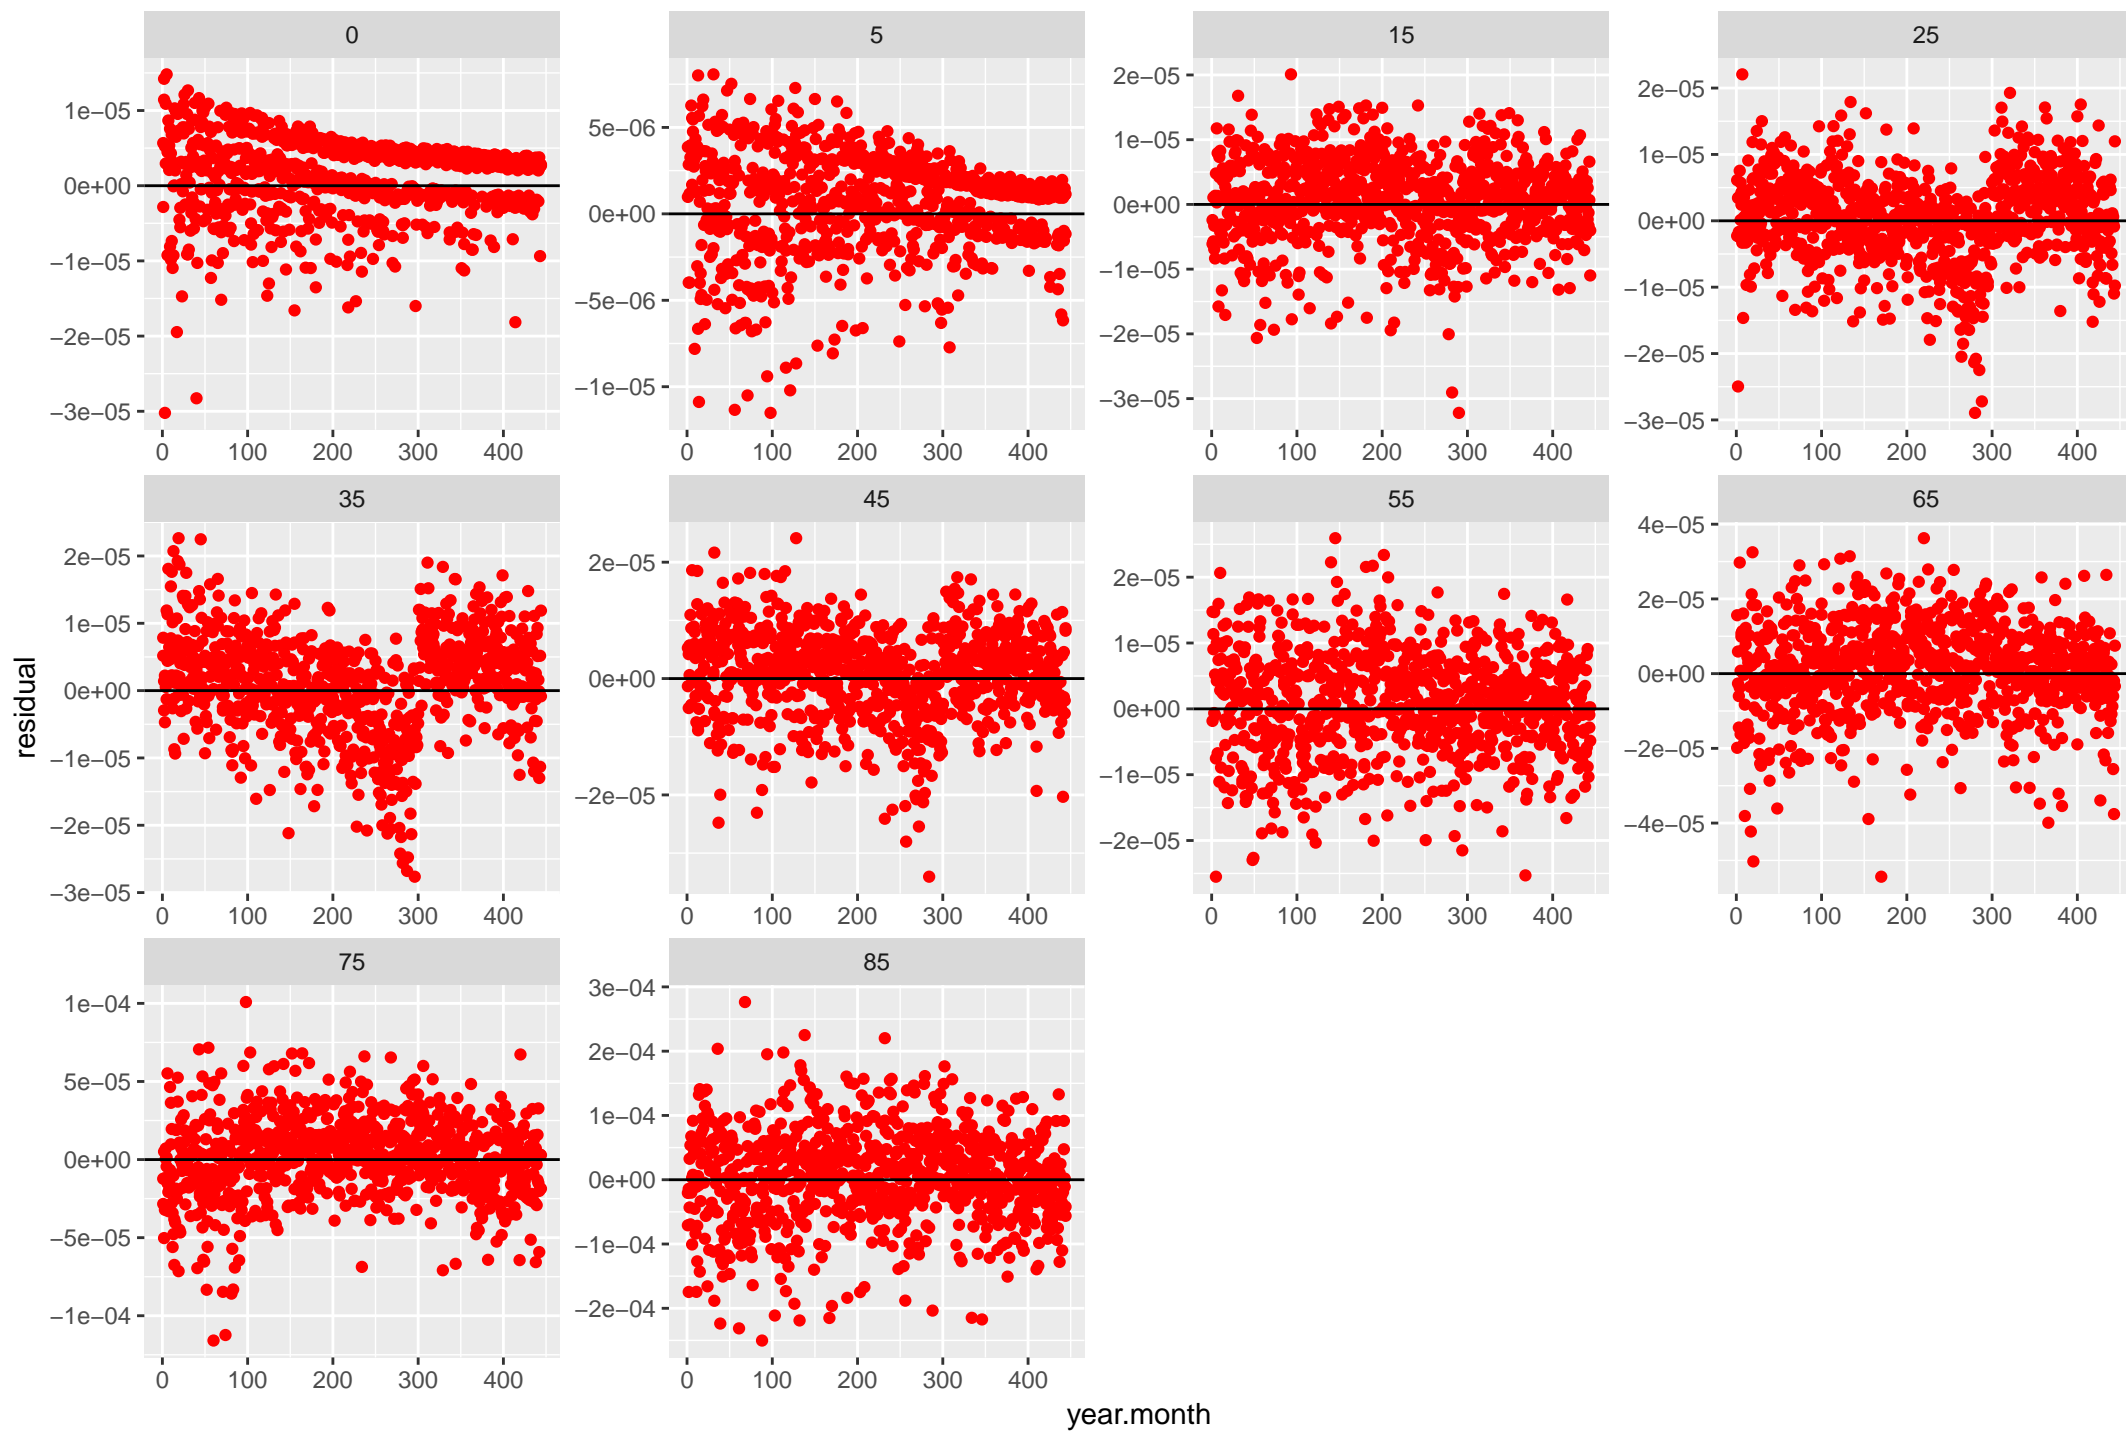 0 5 15 25
1e−05 0e+00 −1e−05 −2e−05 −3e−05
5e−06 0e+00 −5e−06 −1e−05
2e−05 1e−05 0e+00 −1e−05 −2e−05 −3e−05
2e−05 1e−05 0e+00 −1e−05 −2e−05 −3e−05
0 100 200 300 400 0 100 200 300 400 0 100 200 300 400 0 100 200 300 400
35 45 55 65
2e−05 1e−05 0e+00 −1e−05 −2e−05 −3e−05
2e−05 0e+00 −2e−05
2e−05 1e−05 0e+00 −1e−05 −2e−05
4e−05 2e−05 0e+00 −2e−05 −4e−05
0 100 200 300 400 0 100 200 300 400 0 100 200 300 400 0 100 200 300 400
75 85
1e−04 5e−05 0e+00 −5e−05 −1e−04
3e−04 2e−04 1e−04 0e+00 −1e−04 −2e−04
0 100 200 300 400 0 100 200 300 400
residual
year.month